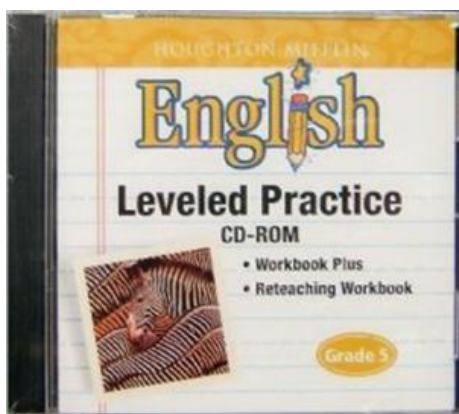 HOUGHTON MIFFLIN
English
Leveled Practice
CD-ROM
• Workbook Plus
• Reteaching Workbook
Grade 5